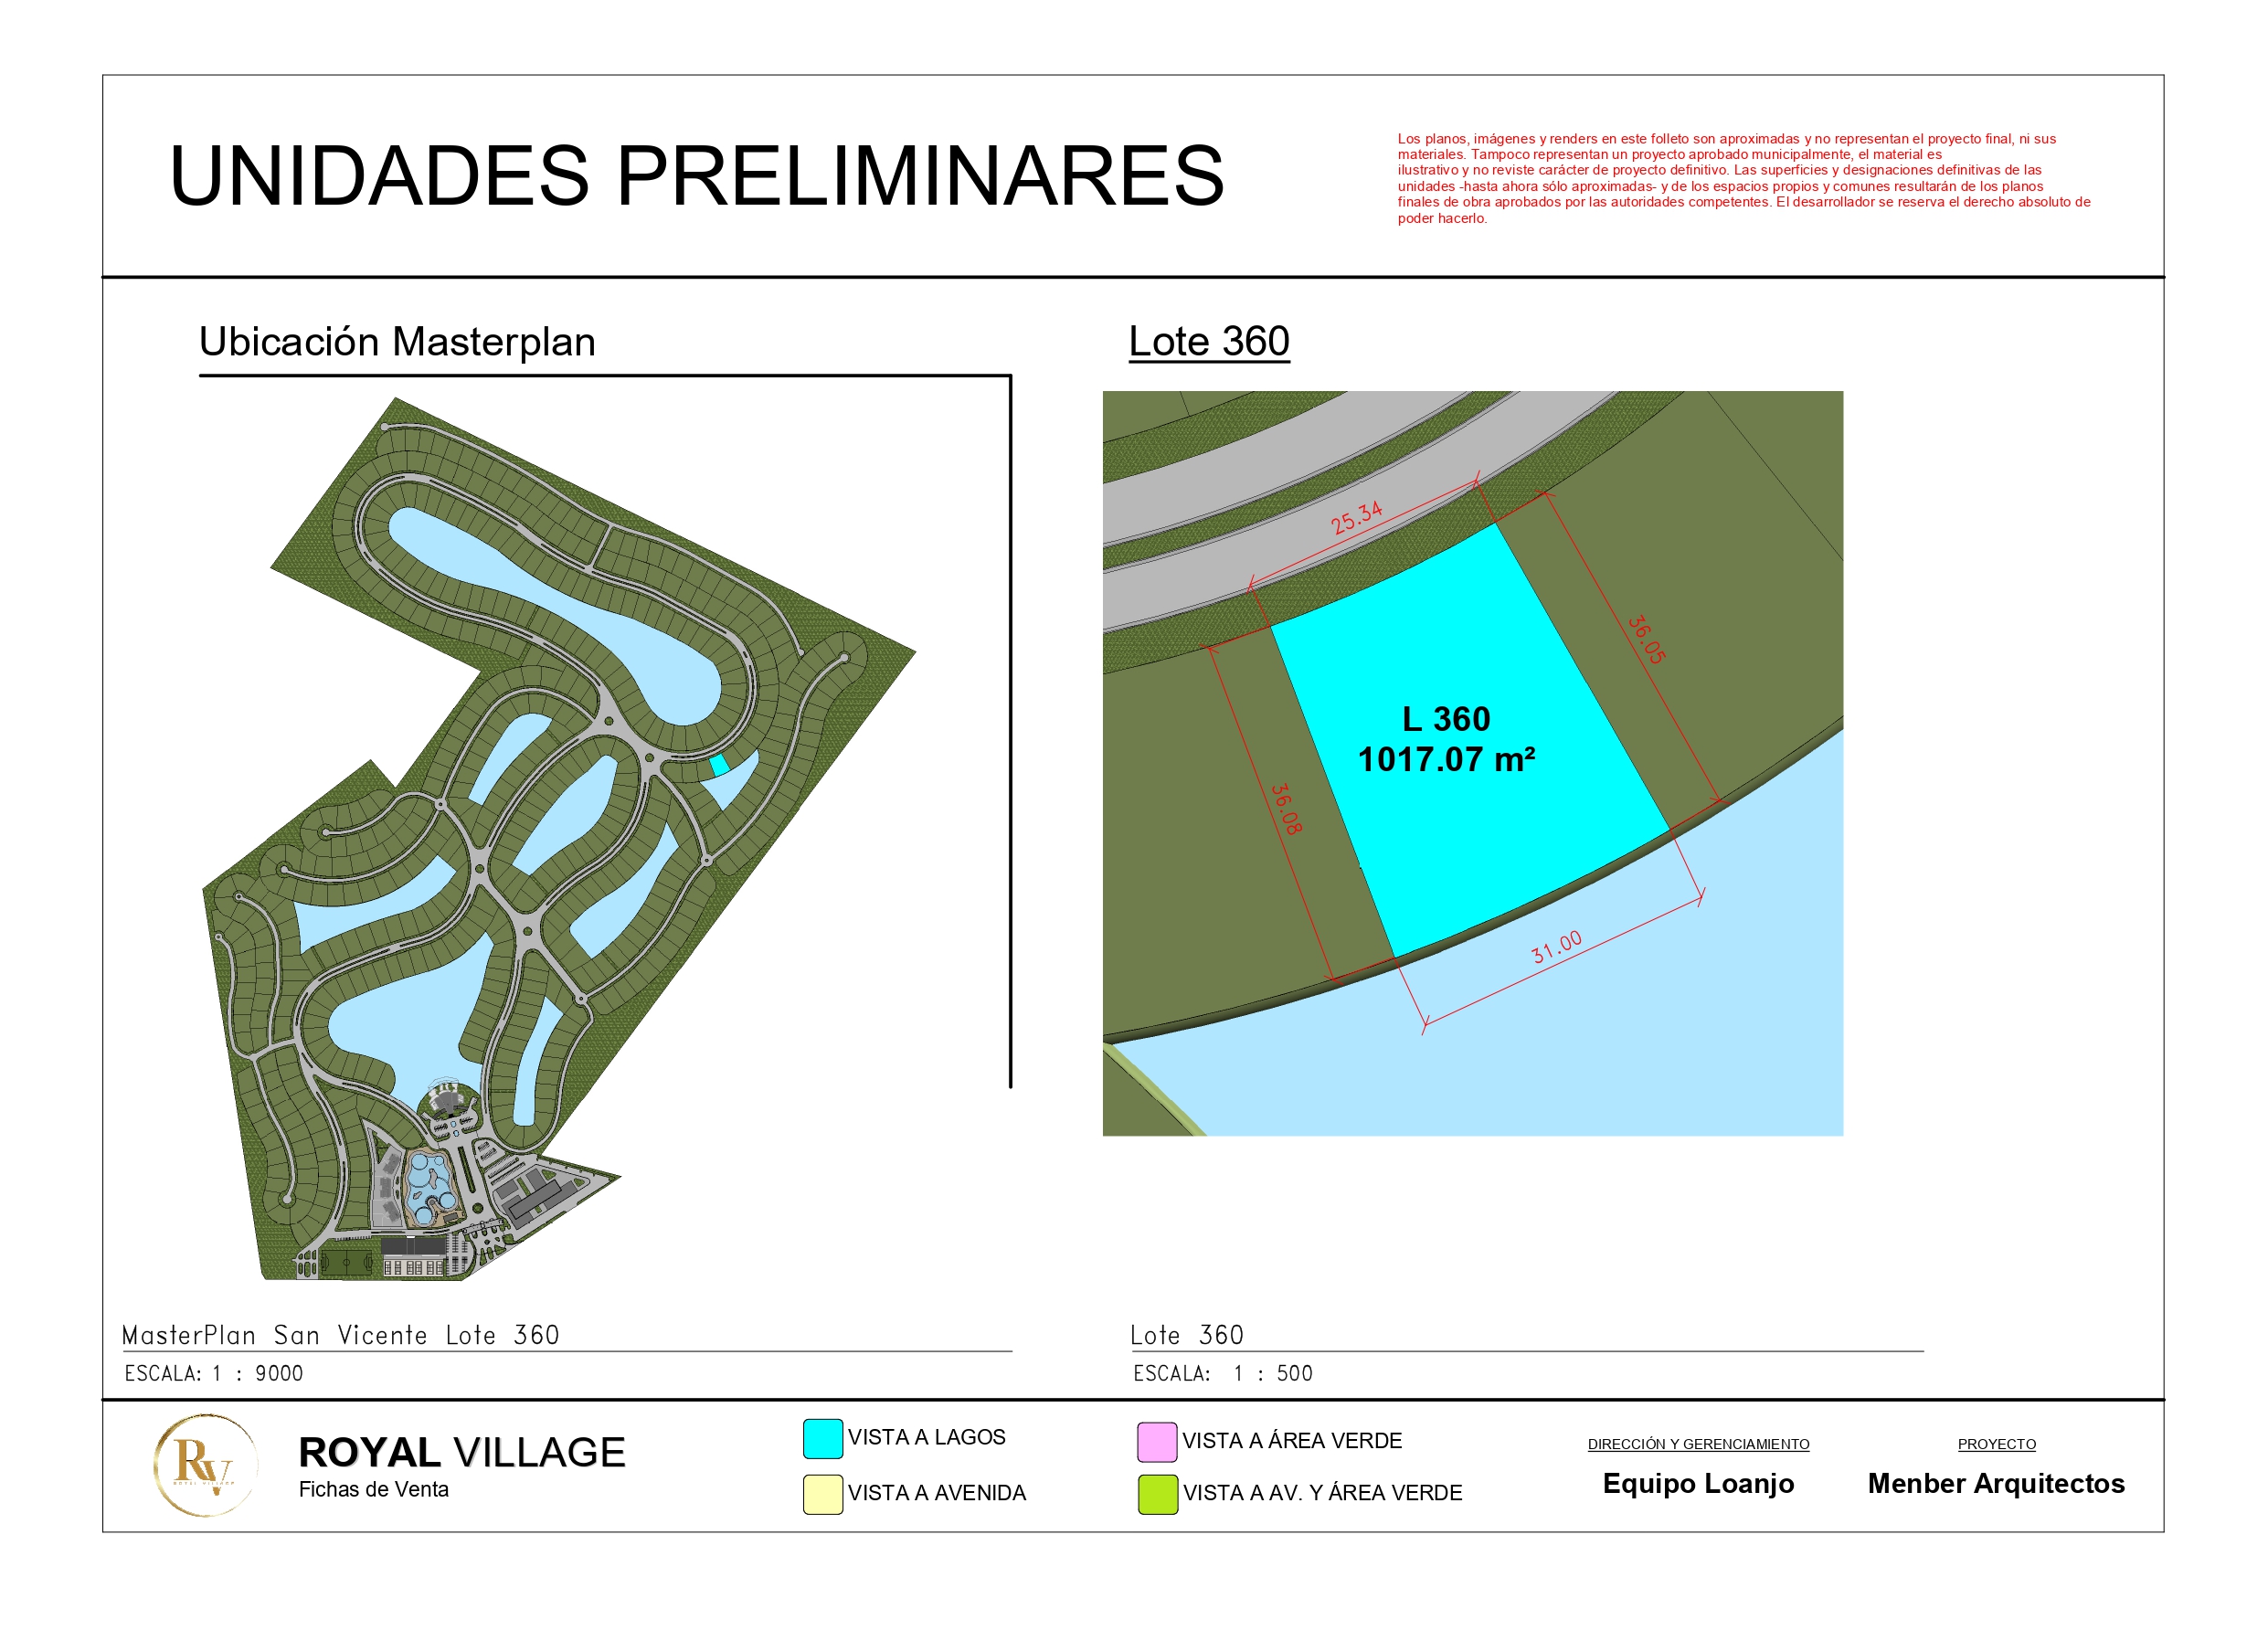 UNIDADES PRELIMINARES
Los planos, imágenes y renders en este folleto son aproximadas y no representan el proyecto final, ni sus
materiales. Tampoco representan un proyecto aprobado municipalmente, el material es
ilustrativo y no reviste carácter de proyecto definitivo. Las superficies y designaciones definitivas de las
unidades -hasta ahora sólo aproximadas- y de los espacios propios y comunes resultarán de los planos
finales de obra aprobados por las autoridades competentes. El desarrollador se reserva el derecho absoluto de
poder hacerlo.
Ubicación Masterplan
Lote 360
25.34
36.05
L 360
1017.07 m²
36.08
31.00
MasterPlan San Vicente Lote 360
ESCALA: 1 : 9000
Lote 360
ESCALA: 1 : 500
RV
ROYAL VILLAGE
ROYAL VILLAGE
Fichas de Venta
VISTA A LAGOS
VISTA A AVENIDA
VISTA A ÁREA VERDE
VISTA A AV. Y ÁREA VERDE
DIRECCIÓN Y GERENCIAMIENTO
Equipo Loanjo
PROYECTO
Menber Arquitectos